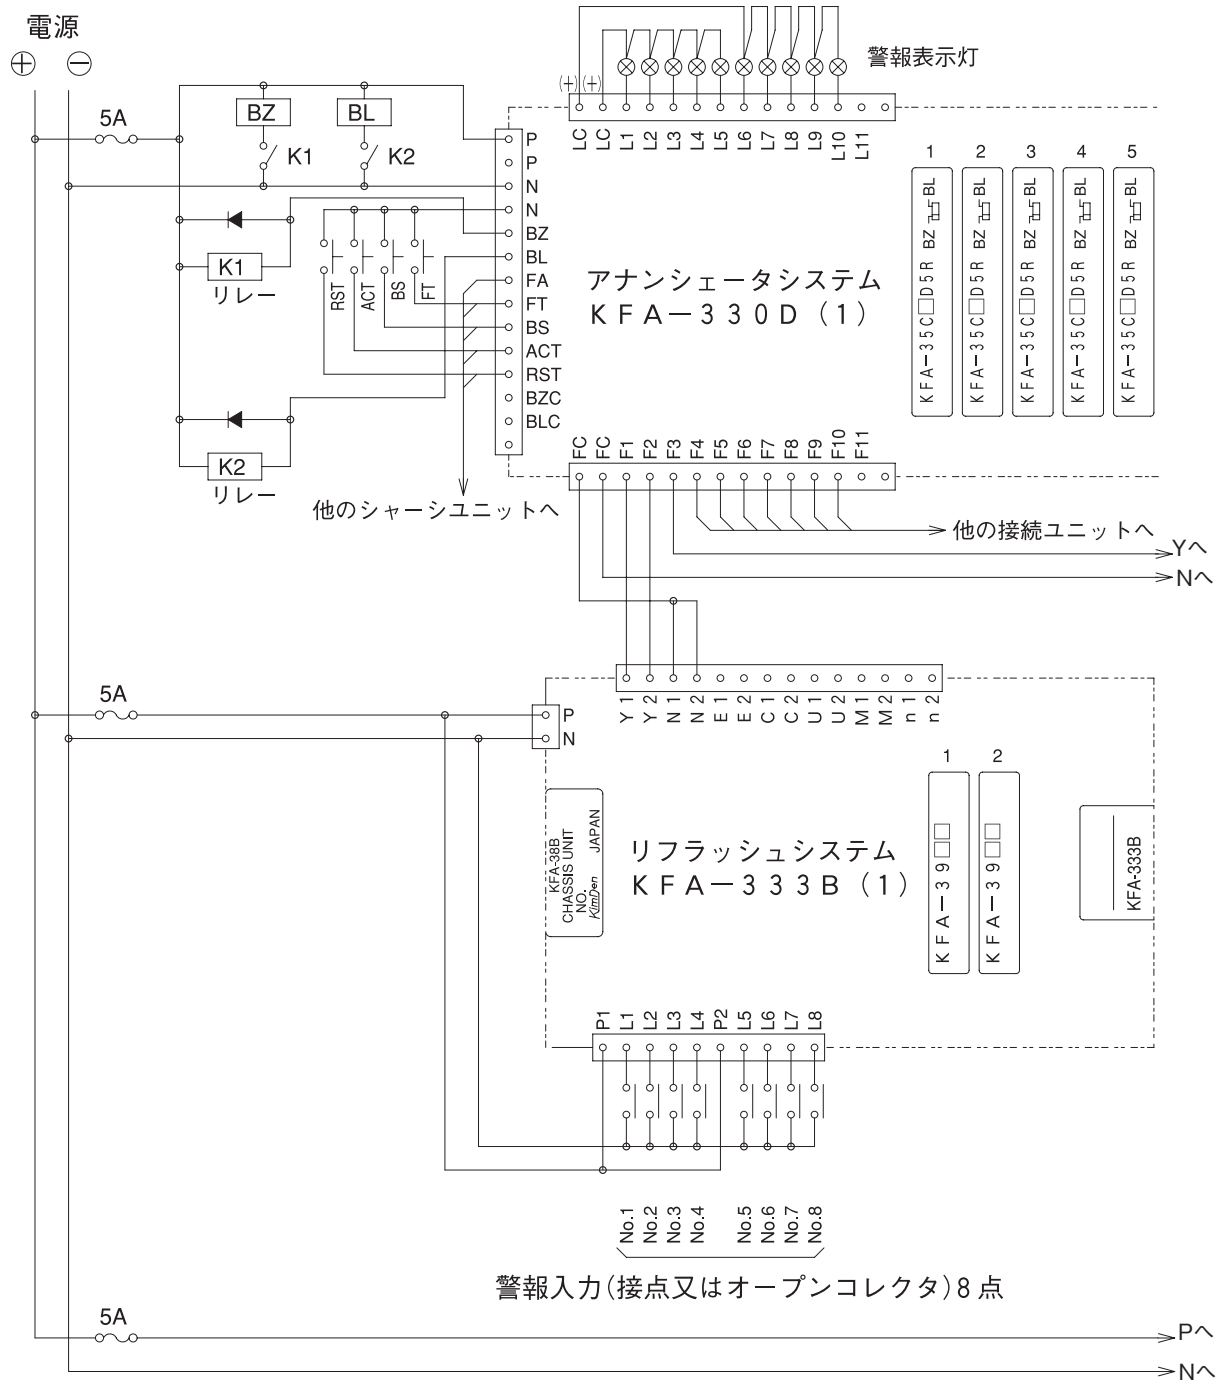 電源
⊕ ⊖
5A
BZ
BL
K1
K2
K1
リレー
K2
リレー
RST
ACT
BS
FT
P
P
N
N
BZ
BL
FA
FT
BS
ACT
RST
BZC
BLC
(+)(+)
LC LC L1 L2 L3 L4 L5 L6 L7 L8 L9 L10 L11
警報表示灯
アナンシェータシステム
KFA-330D(1)
1 2 3 4 5
KFA-35C□D5R BZ BL
KFA-35C□D5R BZ BL
KFA-35C□D5R BZ BL
KFA-35C□D5R BZ BL
KFA-35C□D5R BZ BL
FC FC F1 F2 F3 F4 F5 F6 F7 F8 F9 F10 F11
他のシャーシユニットへ
他の接続ユニットへ
Yへ
Nへ
5A
P
N
Y1 Y2 N1 N2 E1 E2 C1 C2 U1 U2 M1 M2 n1 n2
KFA-38B
CHASSIS UNIT
NO.
KimDen JAPAN
リフラッシュシステム
KFA-333B(1)
1 2
KFA-39□□
KFA-39□□
KFA-333B
P1 L1 L2 L3 L4 P2 L5 L6 L7 L8
No.1 No.2 No.3 No.4 No.5 No.6 No.7 No.8
警報入力(接点又はオープンコレクタ)8点
5A
Pへ
Nへ